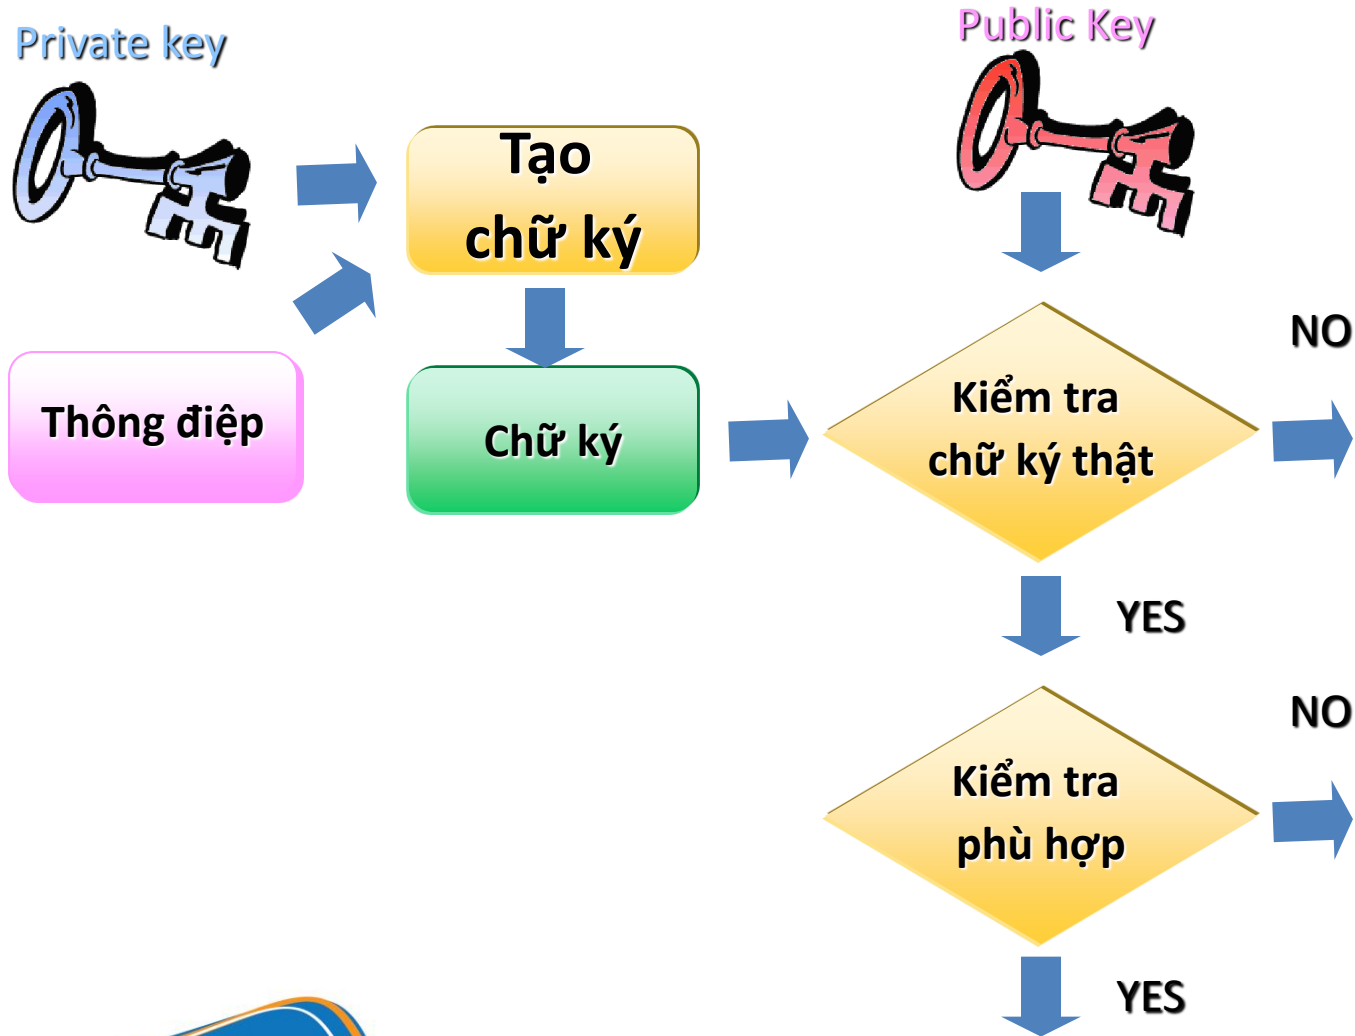 Private key
Public Key
Tạo
chữ ký
NO
Thông điệp
Chữ ký
Kiểm tra
chữ ký thật
YES
NO
Kiểm tra
phù hợp
YES